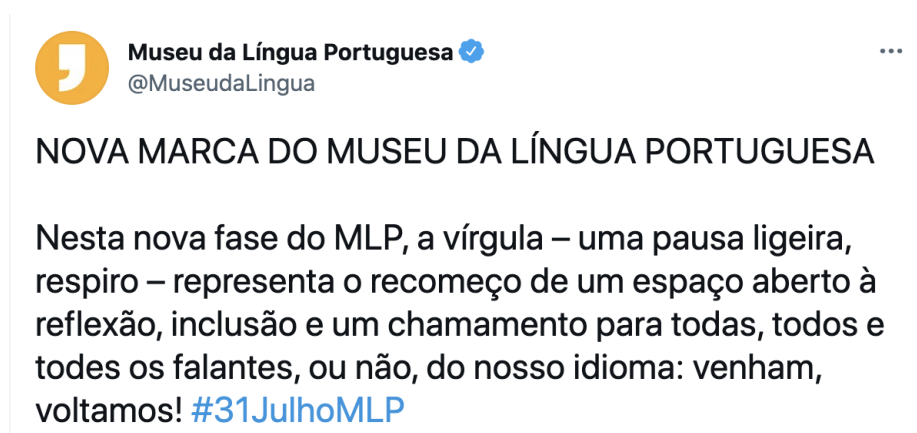 Museu da Língua Portuguesa
@MuseudaLingua
NOVA MARCA DO MUSEU DA LÍNGUA PORTUGUESA
Nesta nova fase do MLP, a vírgula – uma pausa ligeira,
respiro – representa o recomeço de um espaço aberto à
reflexão, inclusão e um chamamento para todas, todos e
todes os falantes, ou não, do nosso idioma: venham,
voltamos! #31JulhoMLP